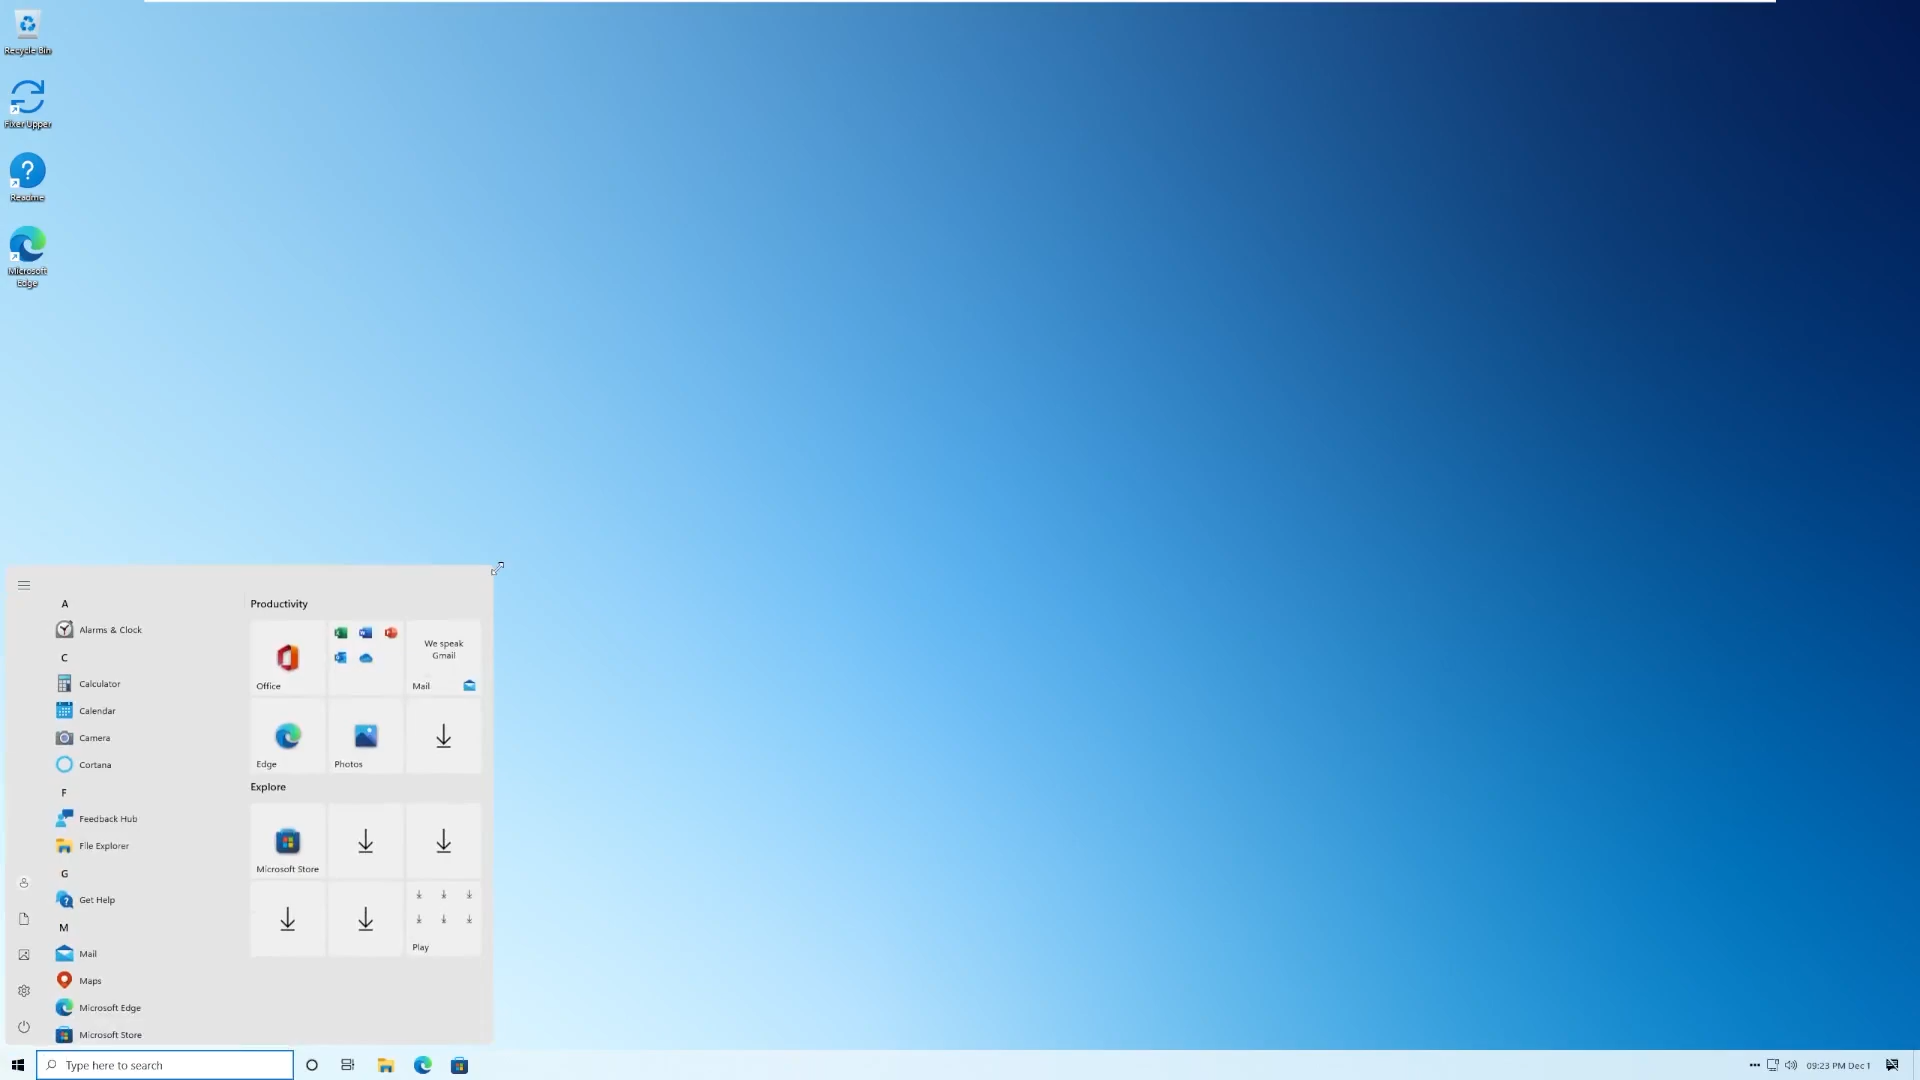 Recycle Bin
Fixer Upper
Readme
Microsoft
Edge
A
Alarms & Clock
C
Calculator
Calendar
Camera
Cortana
F
Feedback Hub
File Explorer
G
Get Help
M
Mail
Maps
Microsoft Edge
Microsoft Store
Productivity
Office
We speak
Gmail
Mail
Edge
Photos
Explore
Microsoft Store
Play
Type here to search
09:23 PM Dec 1